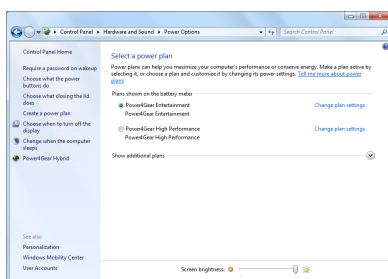 Control Panel ▸ Hardware and Sound ▸ Power Options
Search Control Panel
Control Panel Home
Require a password on wakeup
Choose what the power
buttons do
Choose what closing the lid
does
Create a power plan
Choose when to turn off the
display
Change when the computer
sleeps
Power4Gear Hybrid
See also
Personalization
Windows Mobility Center
User Accounts
Select a power plan
Power plans can help you maximize your computer's performance or conserve energy. Make a plan active by
selecting it, or choose a plan and customize it by changing its power settings. Tell me more about power
plans
Plans shown on the battery meter
Power4Gear Entertainment Change plan settings
Power4Gear Entertainment
Power4Gear High Performance Change plan settings
Power4Gear High Performance
Show additional plans
Screen brightness: